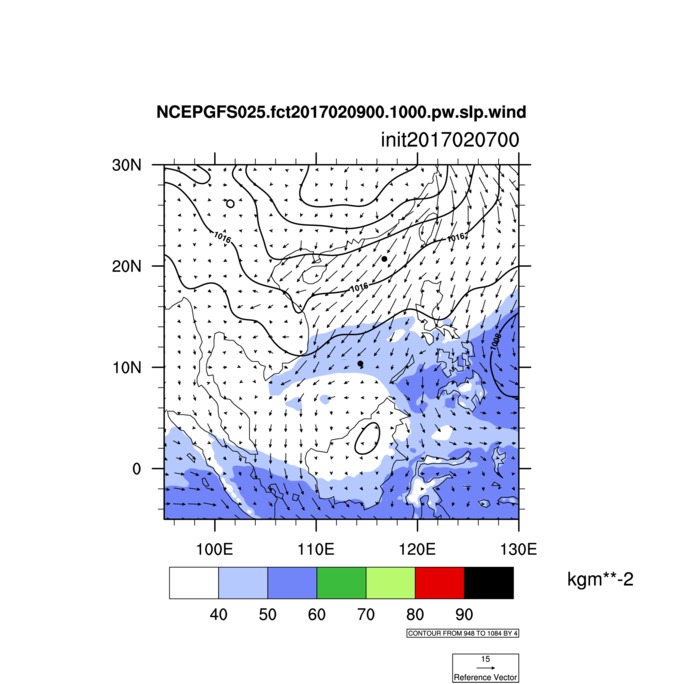 NCEPGFS025.fct2017020900.1000.pw.slp.wind
init2017020700
30N
1016
1016
20N
1016
1008
10N
0
100E 110E 120E 130E
kgm**-2
40 50 60 70 80 90
CONTOUR FROM 948 TO 1084 BY 4
15
Reference Vector